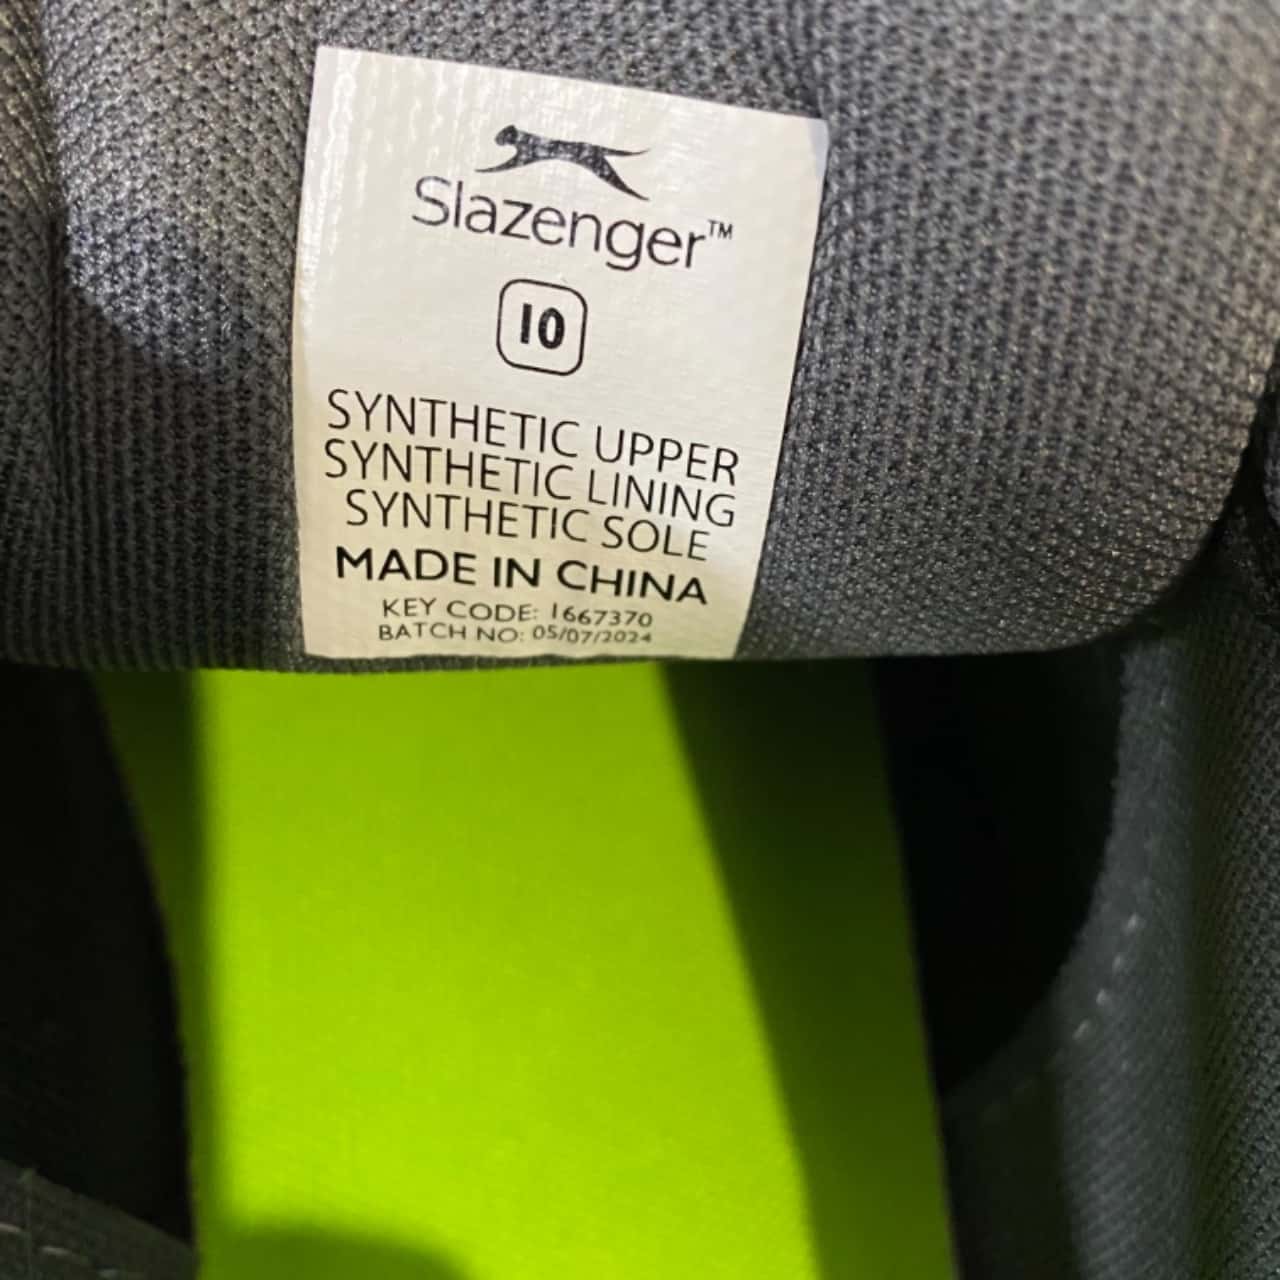 Slazenger™
10
SYNTHETIC UPPER
SYNTHETIC LINING
SYNTHETIC SOLE
MADE IN CHINA
KEY CODE: 1667370
BATCH NO: 05/07/2024